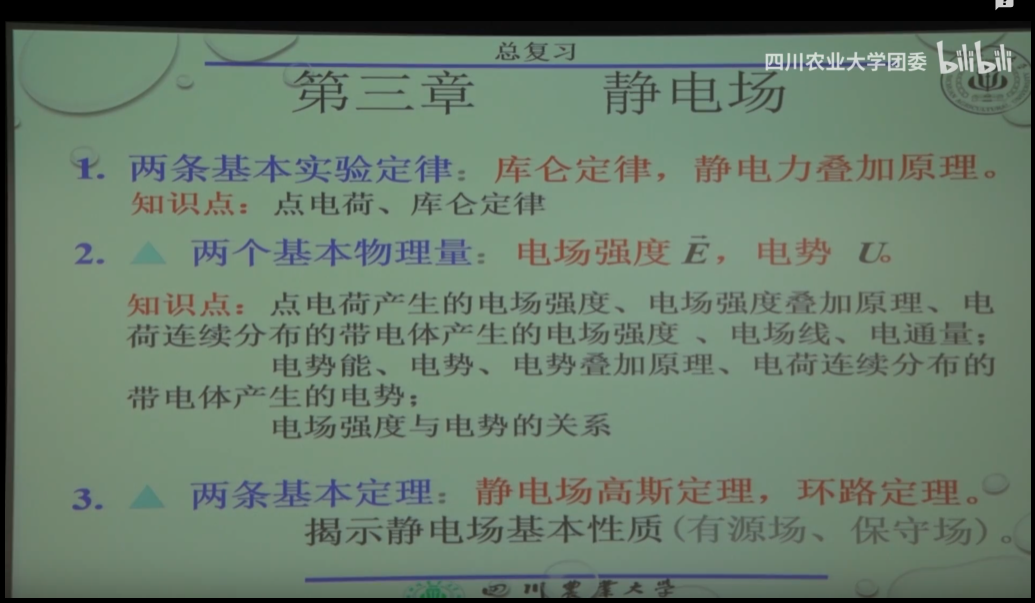 总复习
四川农业大学团委 bilibili
第三章 静电场
1. 两条基本实验定律：库仑定律，静电力叠加原理。
知识点：点电荷、库仑定律
2. ▲ 两个基本物理量：电场强度 E⃗，电势 U。
知识点：点电荷产生的电场强度、电场强度叠加原理、电
荷连续分布的带电体产生的电场强度 、电场线、电通量；
电势能、电势、电势叠加原理、电荷连续分布的
带电体产生的电势；
电场强度与电势的关系
3. ▲ 两条基本定理：静电场高斯定理，环路定理。
揭示静电场基本性质(有源场、保守场)。
四川农业大学